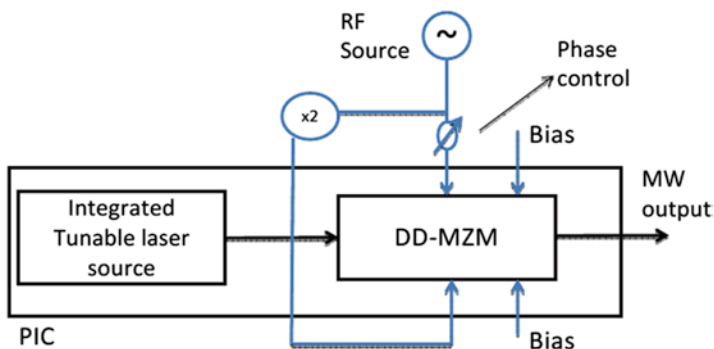 RF
Source
~
Phase
control
x2
Bias
MW
output
Integrated
Tunable laser
source
DD-MZM
PIC
Bias